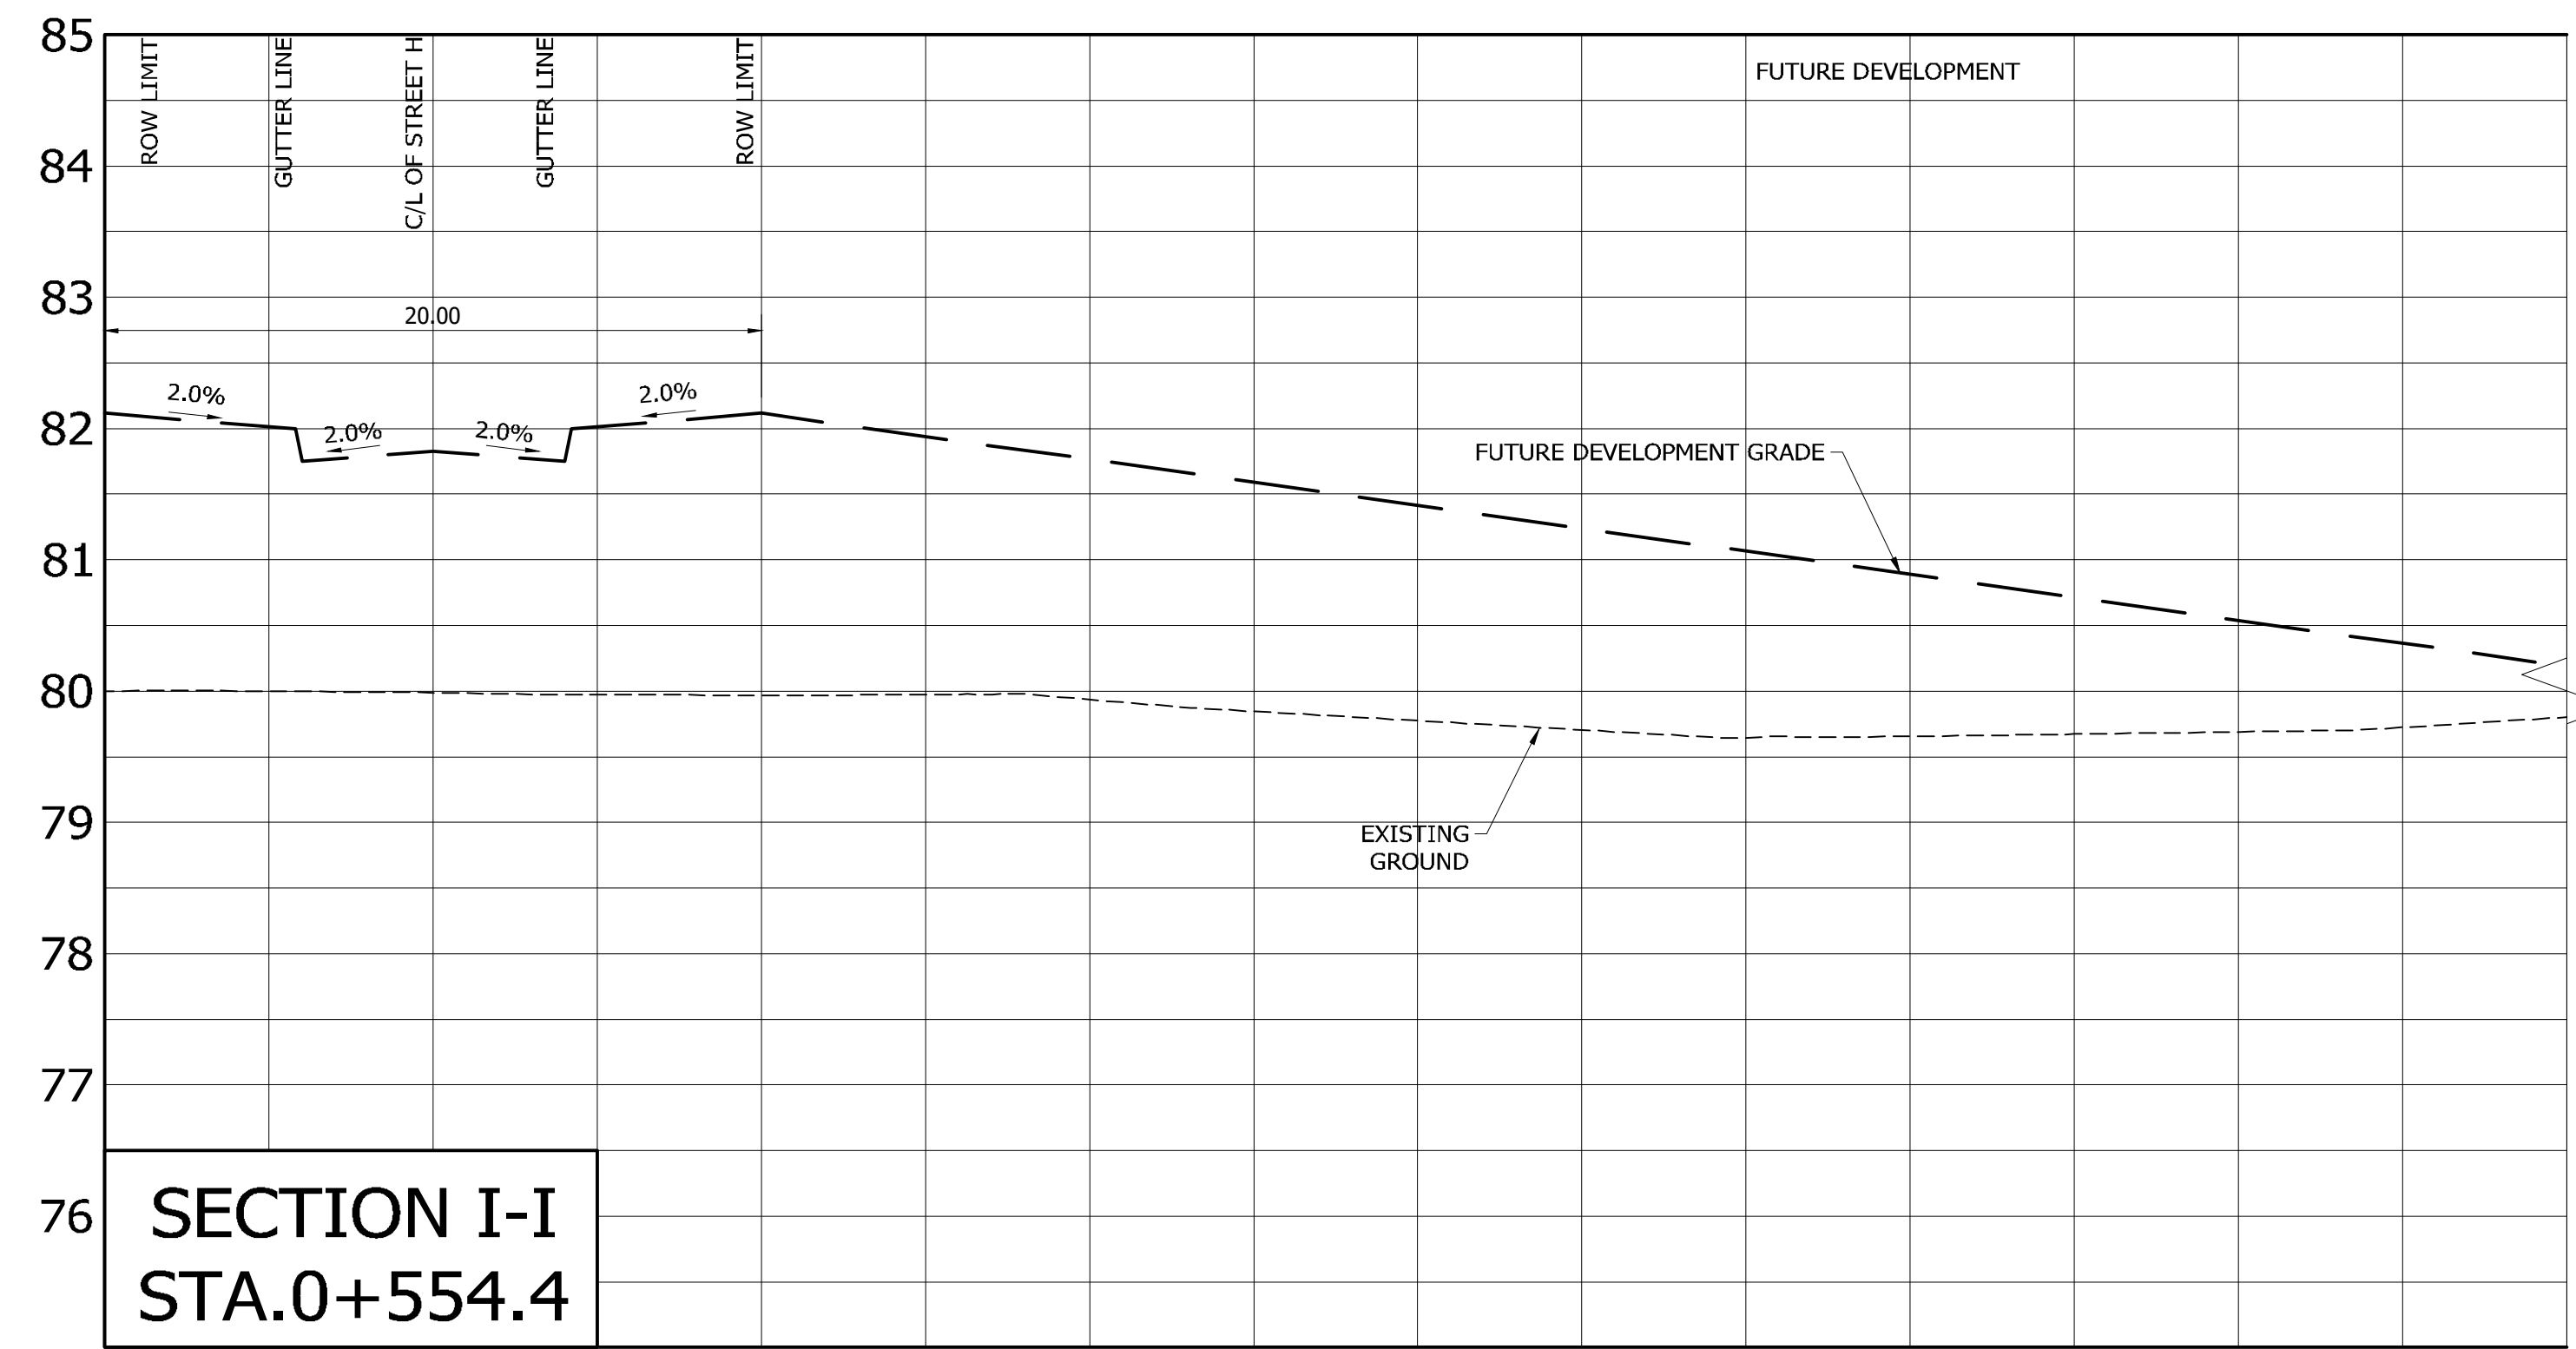 85
ROW LIMIT
GUTTER LINE
C/L OF STREET H
GUTTER LINE
ROW LIMIT
FUTURE DEVELOPMENT
84
83
20.00
2.0%
2.0%
2.0%
2.0%
82
FUTURE DEVELOPMENT GRADE
81
80
79
EXISTING
GROUND
78
77
76
SECTION I-I
STA.0+554.4